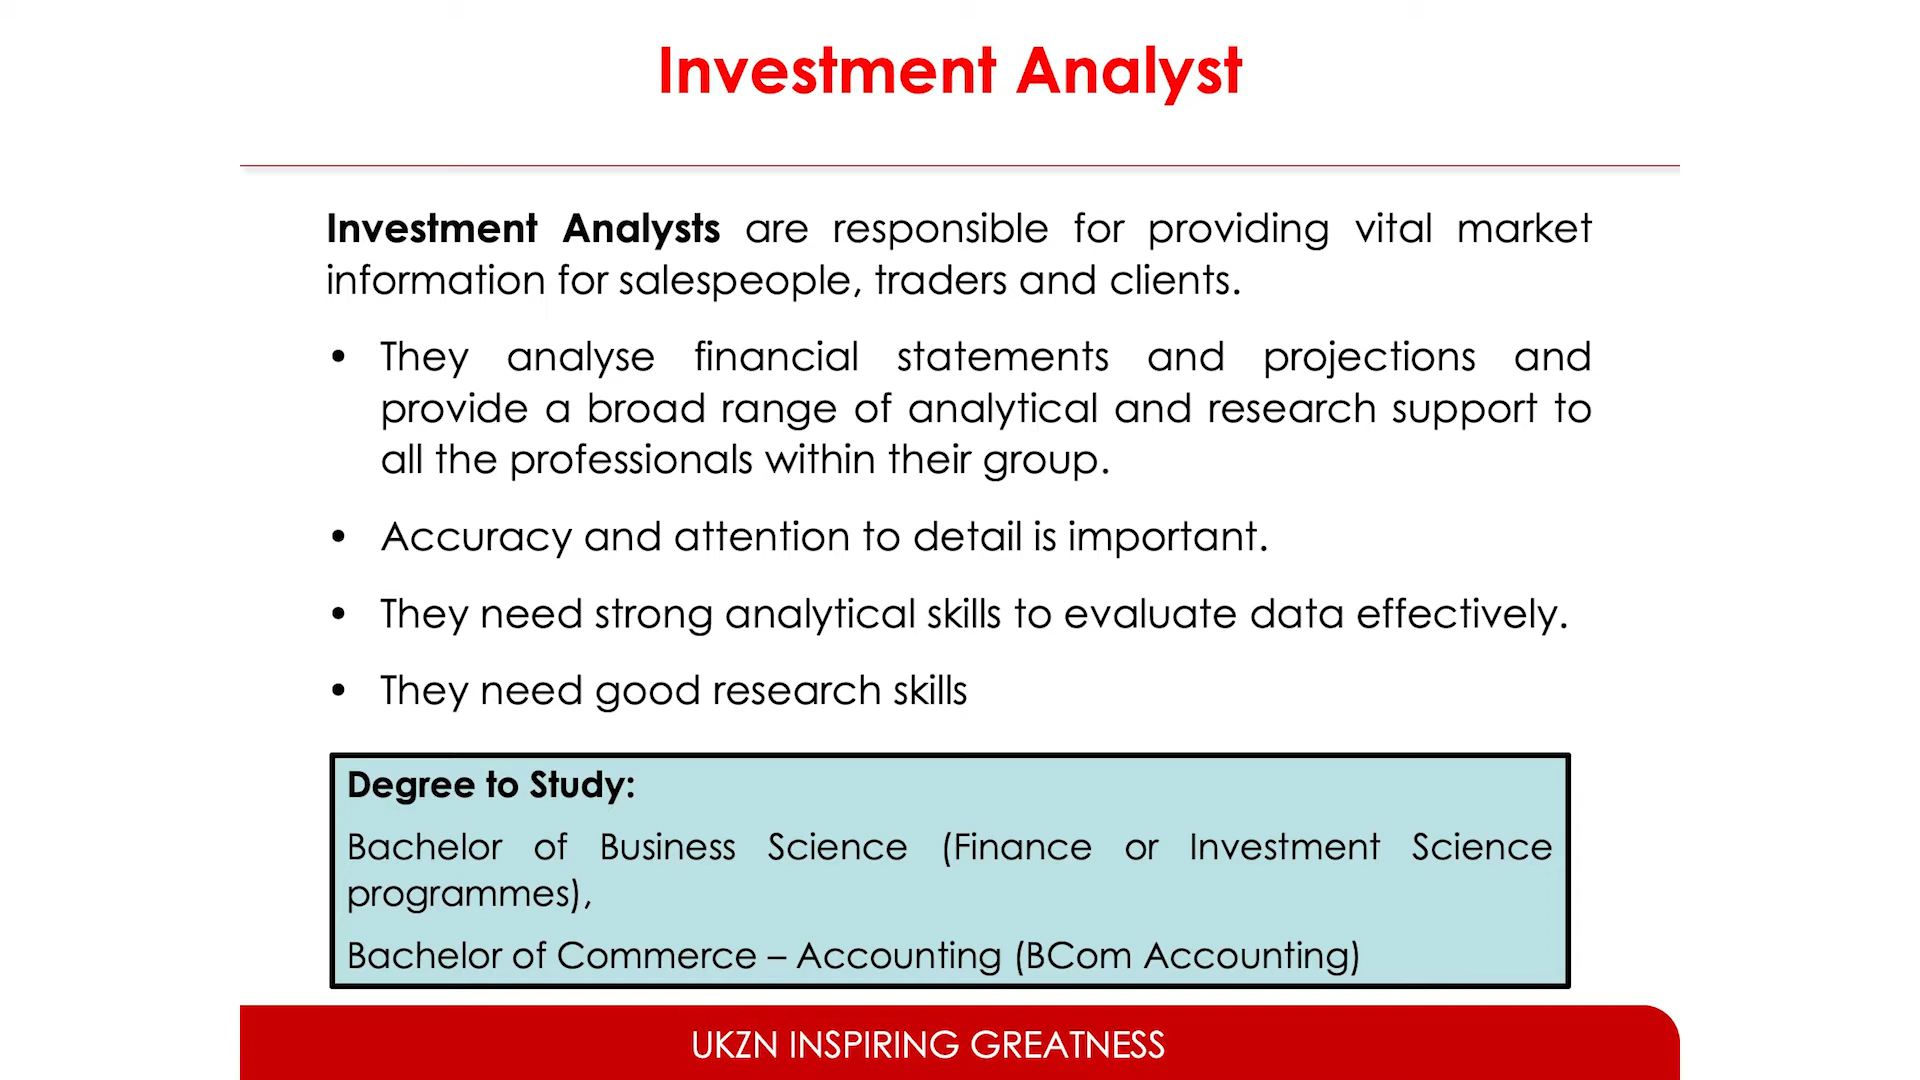 Investment Analyst
Investment Analysts are responsible for providing vital market
information for salespeople, traders and clients.
• They analyse financial statements and projections and
provide a broad range of analytical and research support to
all the professionals within their group.
• Accuracy and attention to detail is important.
• They need strong analytical skills to evaluate data effectively.
• They need good research skills
Degree to Study:
Bachelor of Business Science (Finance or Investment Science
programmes),
Bachelor of Commerce – Accounting (BCom Accounting)
UKZN INSPIRING GREATNESS